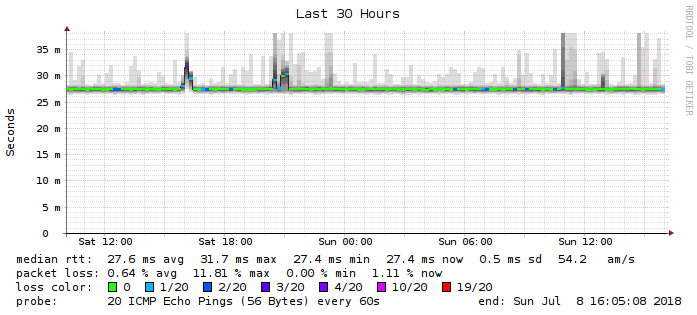 Last 30 Hours
RRDTOOL / TOBI OETIKER
Seconds
35 m
30 m
25 m
20 m
15 m
10 m
5 m
0
Sat 12:00 Sat 18:00 Sun 00:00 Sun 06:00 Sun 12:00
median rtt: 27.6 ms avg 31.7 ms max 27.4 ms min 27.4 ms now 0.5 ms sd 54.2 am/s
packet loss: 0.64 % avg 11.81 % max 0.00 % min 1.11 % now
loss color: 0 1/20 2/20 3/20 4/20 10/20 19/20
probe: 20 ICMP Echo Pings (56 Bytes) every 60s end: Sun Jul 8 16:05:08 2018